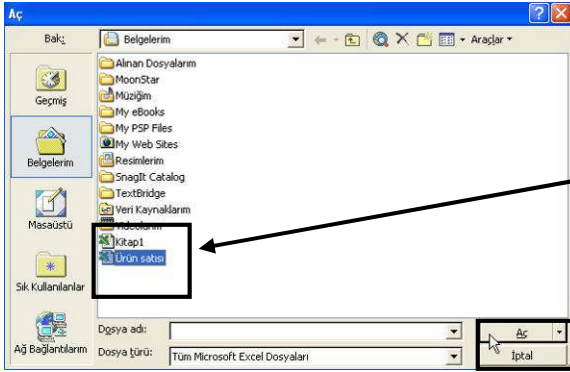 Aç
Bak:
Belgelerim
Araçlar
Geçmiş
Belgelerim
Masaüstü
Sık Kullanılanlar
Ağ Bağlantılarım
Alınan Dosyalarım
MoonStar
Müziğim
My eBooks
My PSP Files
My Web Sites
Resimlerim
SnagIt Catalog
TextBridge
Veri Kaynaklarım
Videolarım
Kitap1
Ürün satısı
Dosya adı:
Dosya türü:
Tüm Microsoft Excel Dosyaları
Aç
İptal